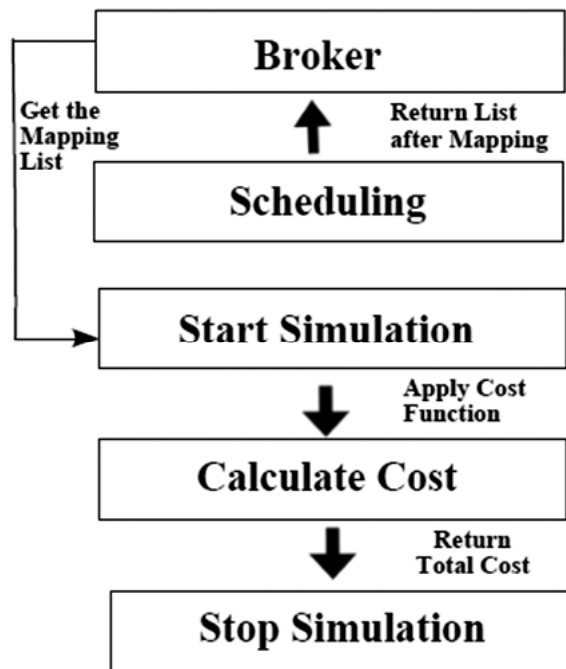 Broker
Get the
Mapping
List
Return List
after Mapping
Scheduling
Start Simulation
Apply Cost
Function
Calculate Cost
Return
Total Cost
Stop Simulation